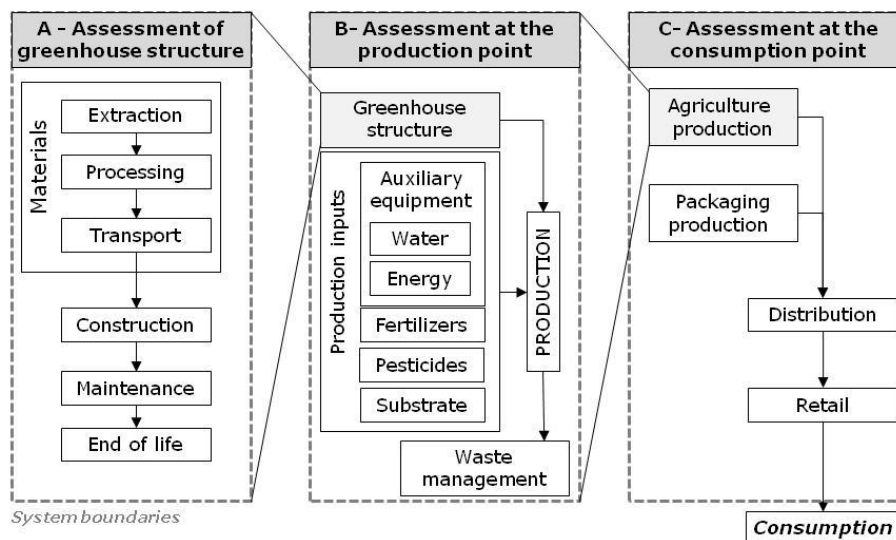 A – Assessment of
greenhouse structure
Materials
Extraction
Processing
Transport
Construction
Maintenance
End of life
System boundaries
B– Assessment at the
production point
Greenhouse
structure
Production inputs
Auxiliary
equipment
Water
Energy
Fertilizers
Pesticides
Substrate
PRODUCTION
Waste
management
C– Assessment at the
consumption point
Agriculture
production
Packaging
production
Distribution
Retail
Consumption